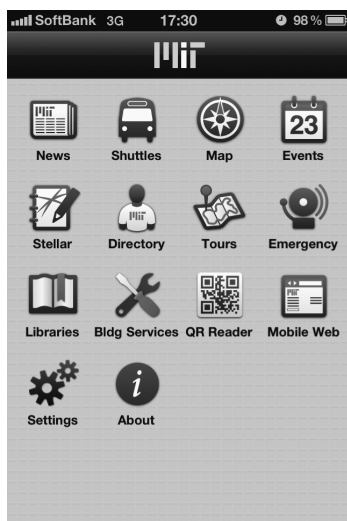 SoftBank 3G 17:30 98%
MIT
News Shuttles Map Events
23
Stellar Directory Tours Emergency
Libraries Bldg Services QR Reader Mobile Web
Settings About